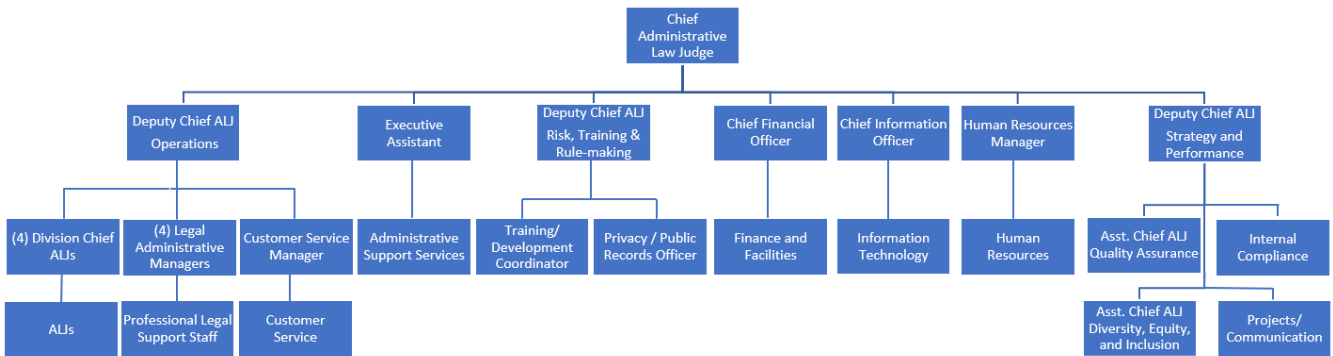 Chief
Administrative
Law Judge
Deputy Chief ALJ
Operations
Executive
Assistant
Deputy Chief ALJ
Risk, Training &
Rule-making
Chief Financial
Officer
Chief Information
Officer
Human Resources
Manager
Deputy Chief ALJ
Strategy and
Performance
(4) Division Chief
ALJs
(4) Legal
Administrative
Managers
Customer Service
Manager
Administrative
Support Services
Training/
Development
Coordinator
Privacy / Public
Records Officer
Finance and
Facilities
Information
Technology
Human
Resources
Asst. Chief ALJ
Quality Assurance
Internal
Compliance
ALJs
Professional Legal
Support Staff
Customer
Service
Asst. Chief ALJ
Diversity, Equity,
and Inclusion
Projects/
Communication